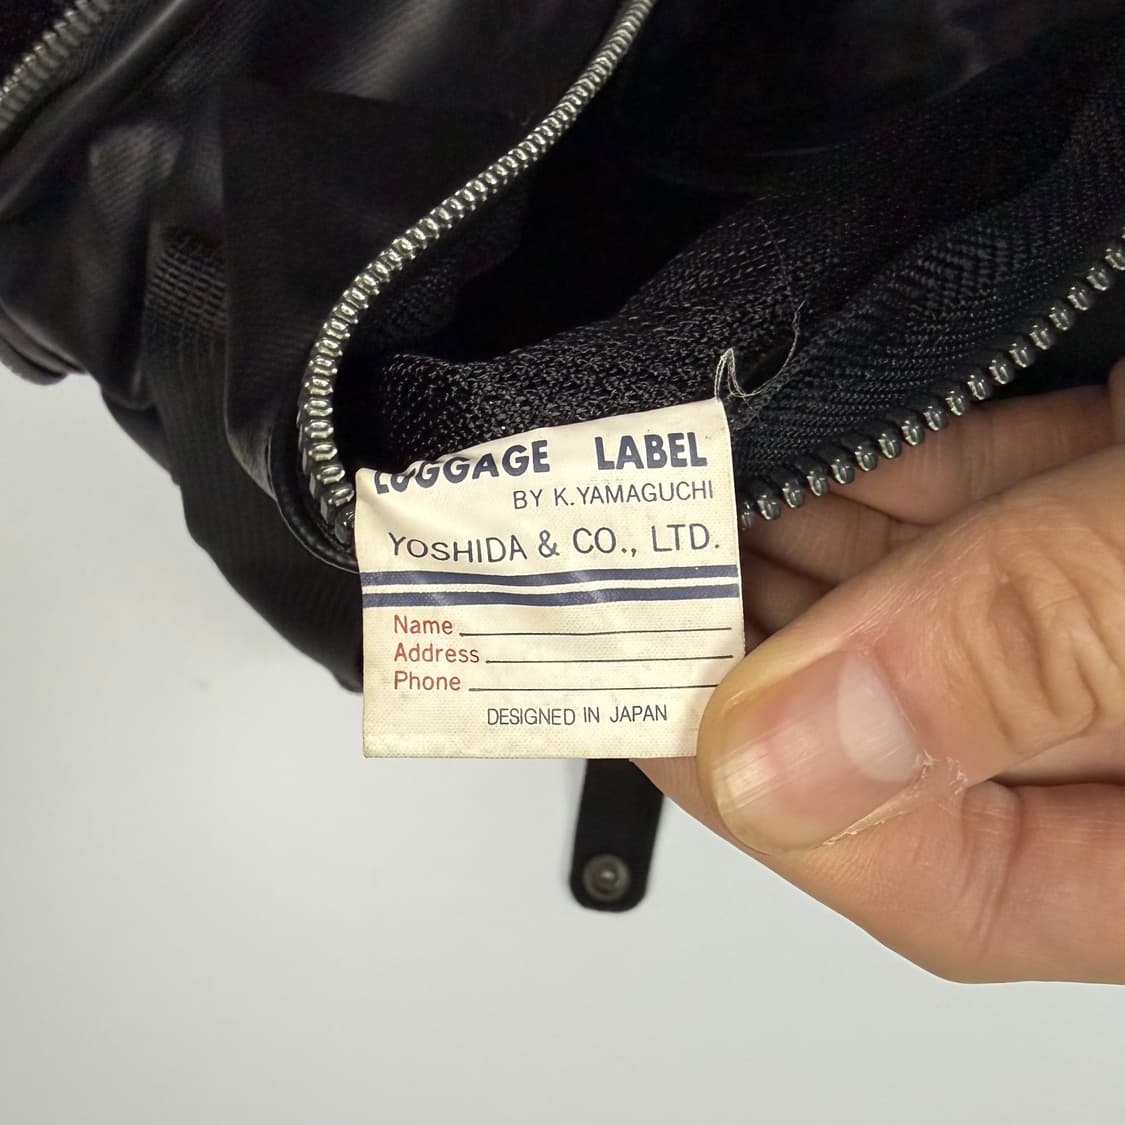 LUGGAGE LABEL
BY K.YAMAGUCHI
YOSHIDA & CO., LTD.
Name
Address
Phone
DESIGNED IN JAPAN